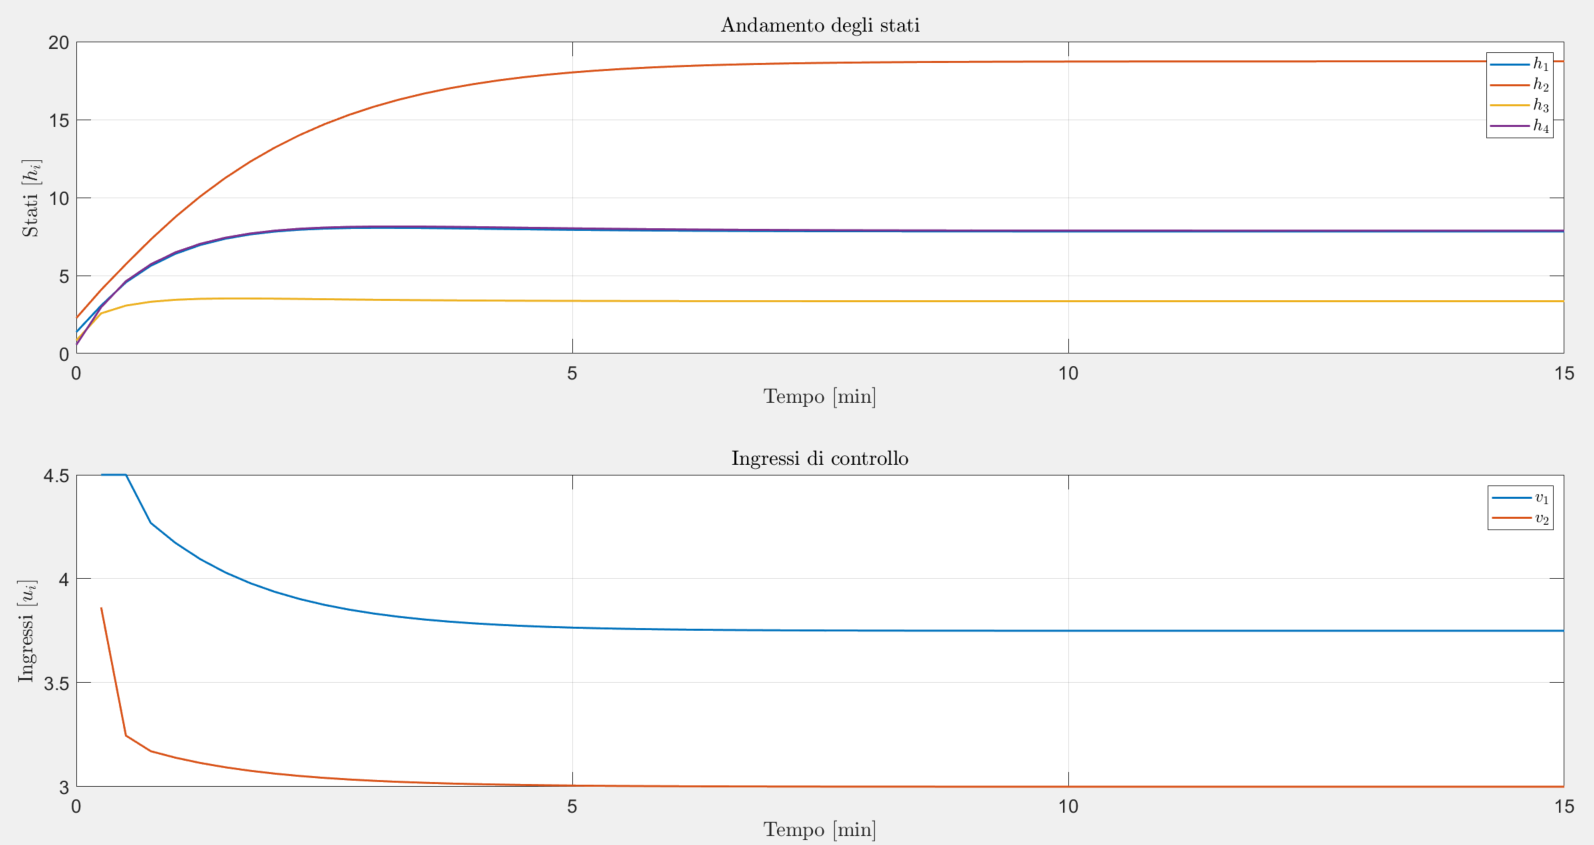 Andamento degli stati
Stati [h_i]
20
15
10
5
0
h_1
h_2
h_3
h_4
0 5 10 15
Tempo [min]
Ingressi di controllo
Ingressi [u_i]
4.5
4
3.5
3
v_1
v_2
0 5 10 15
Tempo [min]